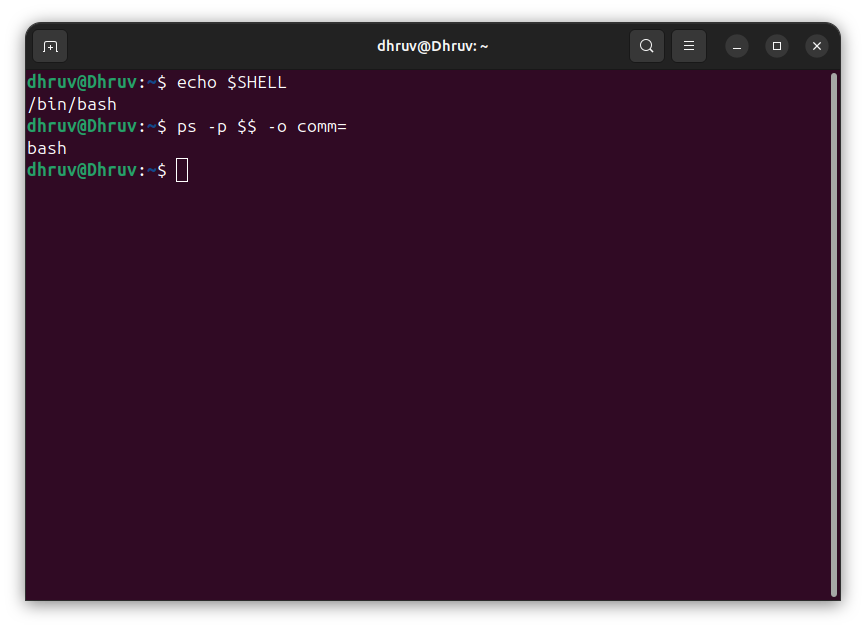 dhruv@Dhruv: ~
dhruv@Dhruv:~$ echo $SHELL
/bin/bash
dhruv@Dhruv:~$ ps -p $$ -o comm=
bash
dhruv@Dhruv:~$